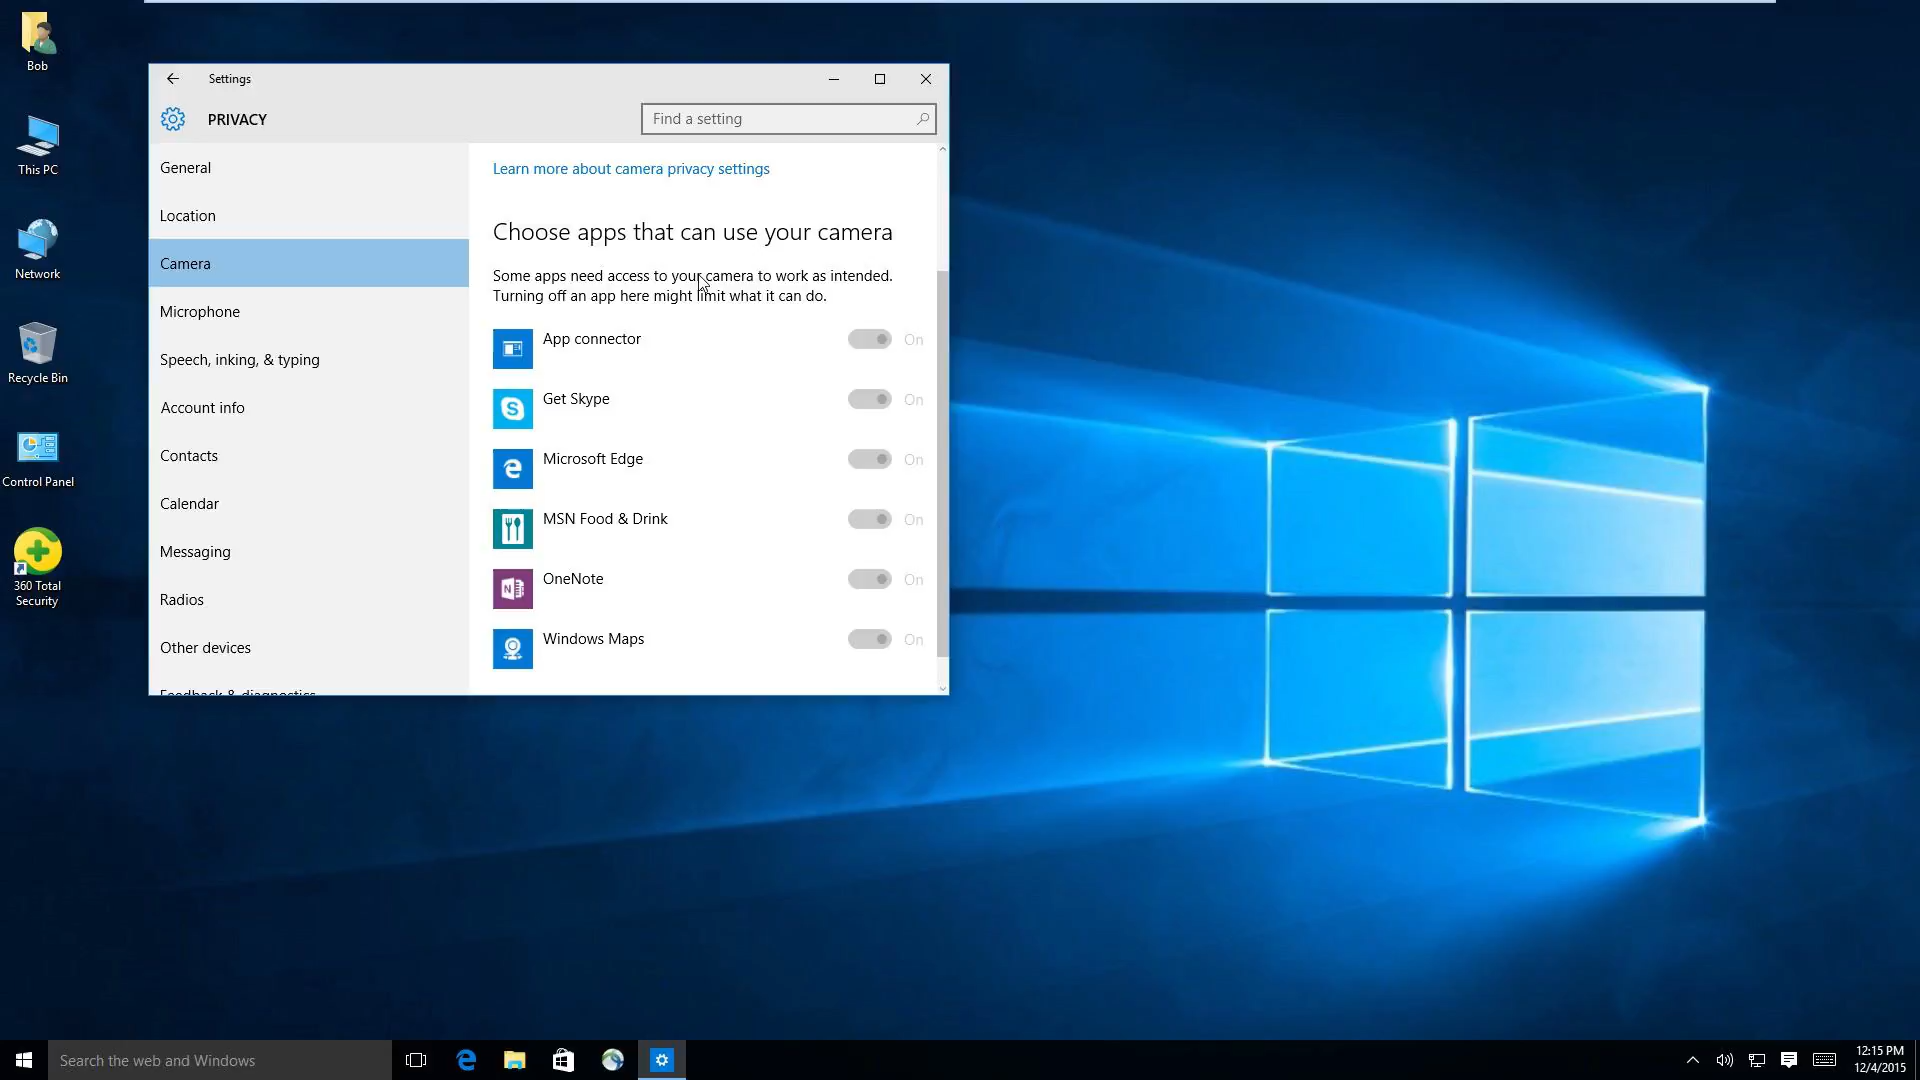 Bob
This PC
Network
Recycle Bin
Control Panel
360 Total
Security
Settings
PRIVACY
Find a setting
General
Location
Camera
Microphone
Speech, inking, & typing
Account info
Contacts
Calendar
Messaging
Radios
Other devices
Feedback & diagnostics
Learn more about camera privacy settings
Choose apps that can use your camera
Some apps need access to your camera to work as intended.
Turning off an app here might limit what it can do.
App connector On
Get Skype On
Microsoft Edge On
MSN Food & Drink On
OneNote On
Windows Maps On
Search the web and Windows
12:15 PM
12/4/2015